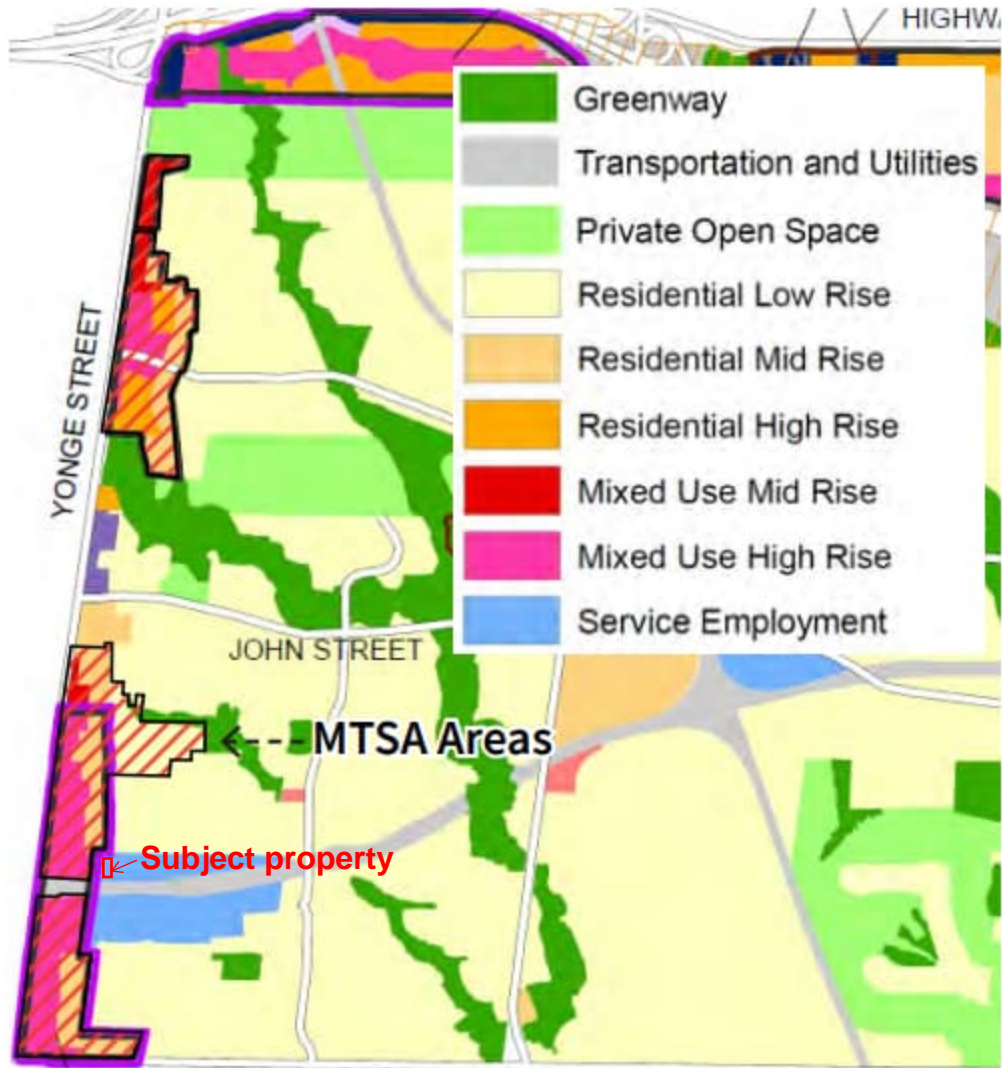 HIGHWA
Greenway
Transportation and Utilities
Private Open Space
Residential Low Rise
Residential Mid Rise
Residential High Rise
Mixed Use Mid Rise
Mixed Use High Rise
Service Employment
YONGE STREET
JOHN STREET
<--- MTSA Areas
Subject property